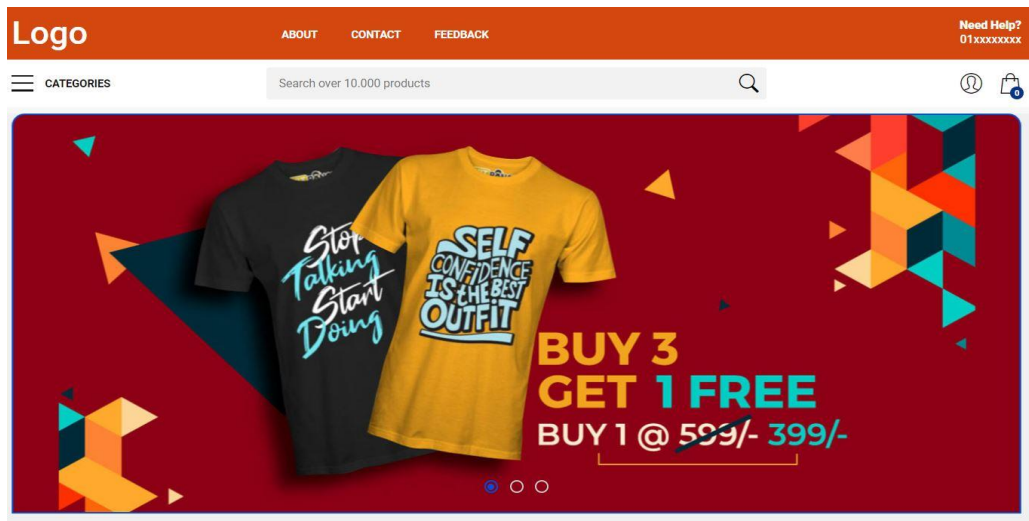 Logo
ABOUT CONTACT FEEDBACK
Need Help?
01xxxxxxxx
CATEGORIES
Search over 10.000 products
0
Stop
Talking
Start
Doing
SELF
CONFIDENCE
IS THE BEST
OUTFIT
BUY 3
GET 1 FREE
BUY 1 @ 599/- 399/-